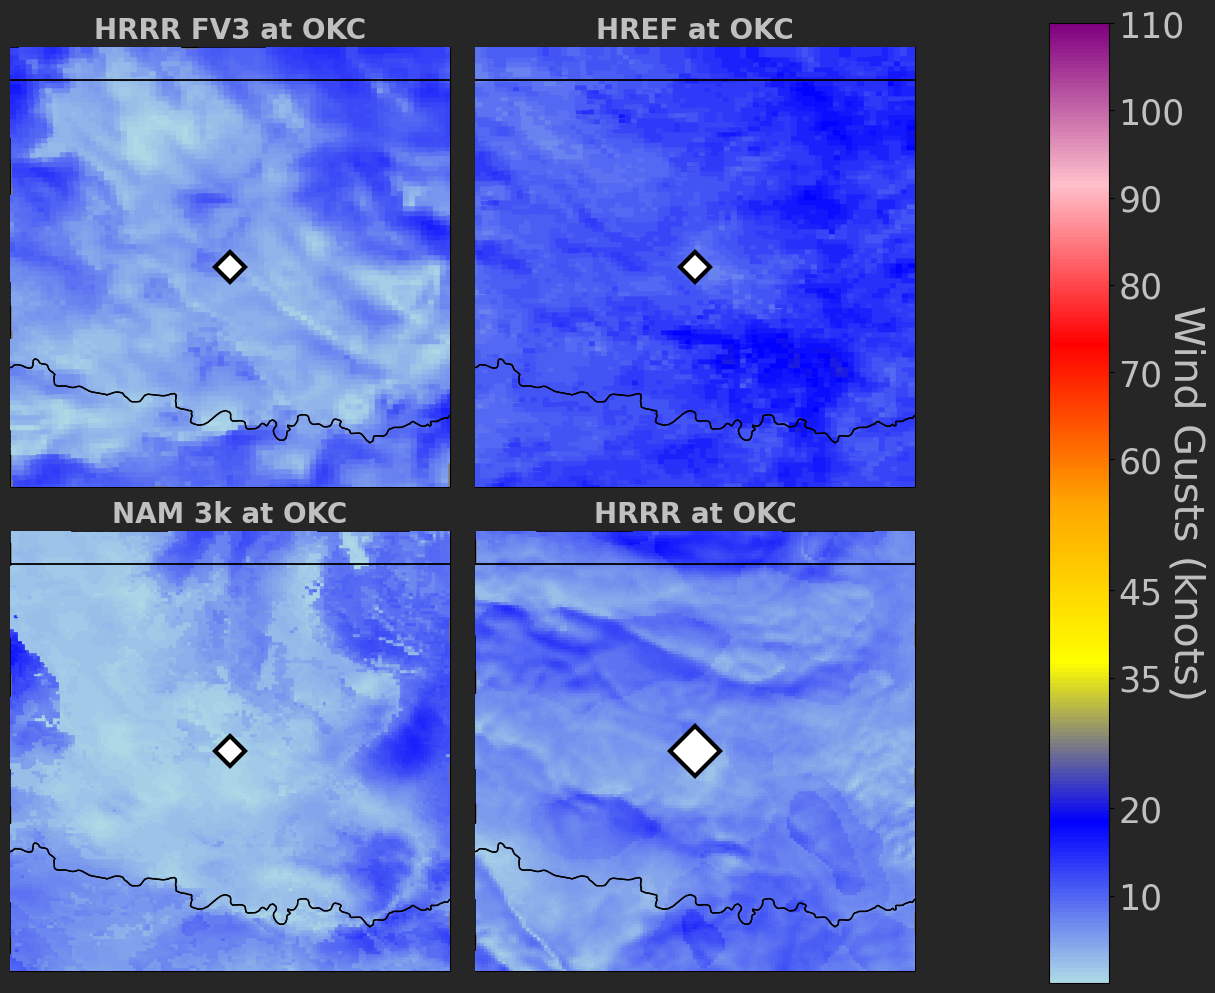 HRRR FV3 at OKC
HREF at OKC
NAM 3k at OKC
HRRR at OKC
110
100
90
80
70
60
45
35
20
10
Wind Gusts (knots)